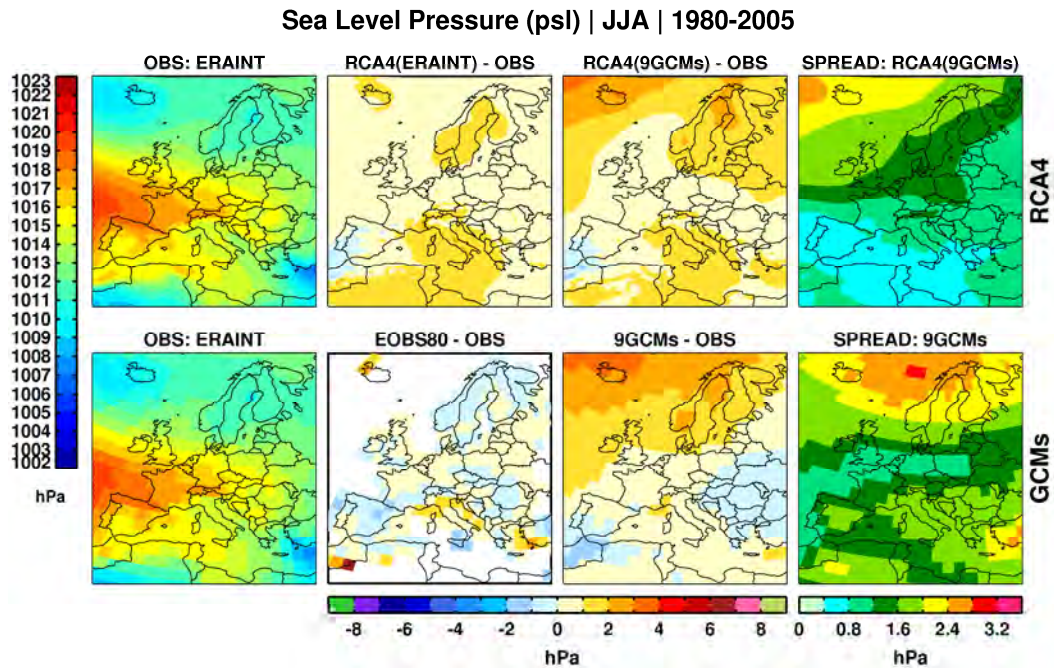 Sea Level Pressure (psl) | JJA | 1980-2005
OBS: ERAINT
RCA4(ERAINT) - OBS
RCA4(9GCMs) - OBS
SPREAD: RCA4(9GCMs)
1023
1022
1021
1020
1019
1018
1017
1016
1015
1014
1013
1012
1011
1010
1009
1008
1007
1006
1005
1004
1003
1002
hPa
RCA4
OBS: ERAINT
EOBS80 - OBS
9GCMs - OBS
SPREAD: 9GCMs
GCMs
-8 -6 -4 -2 0 2 4 6 8
hPa
0 0.8 1.6 2.4 3.2
hPa